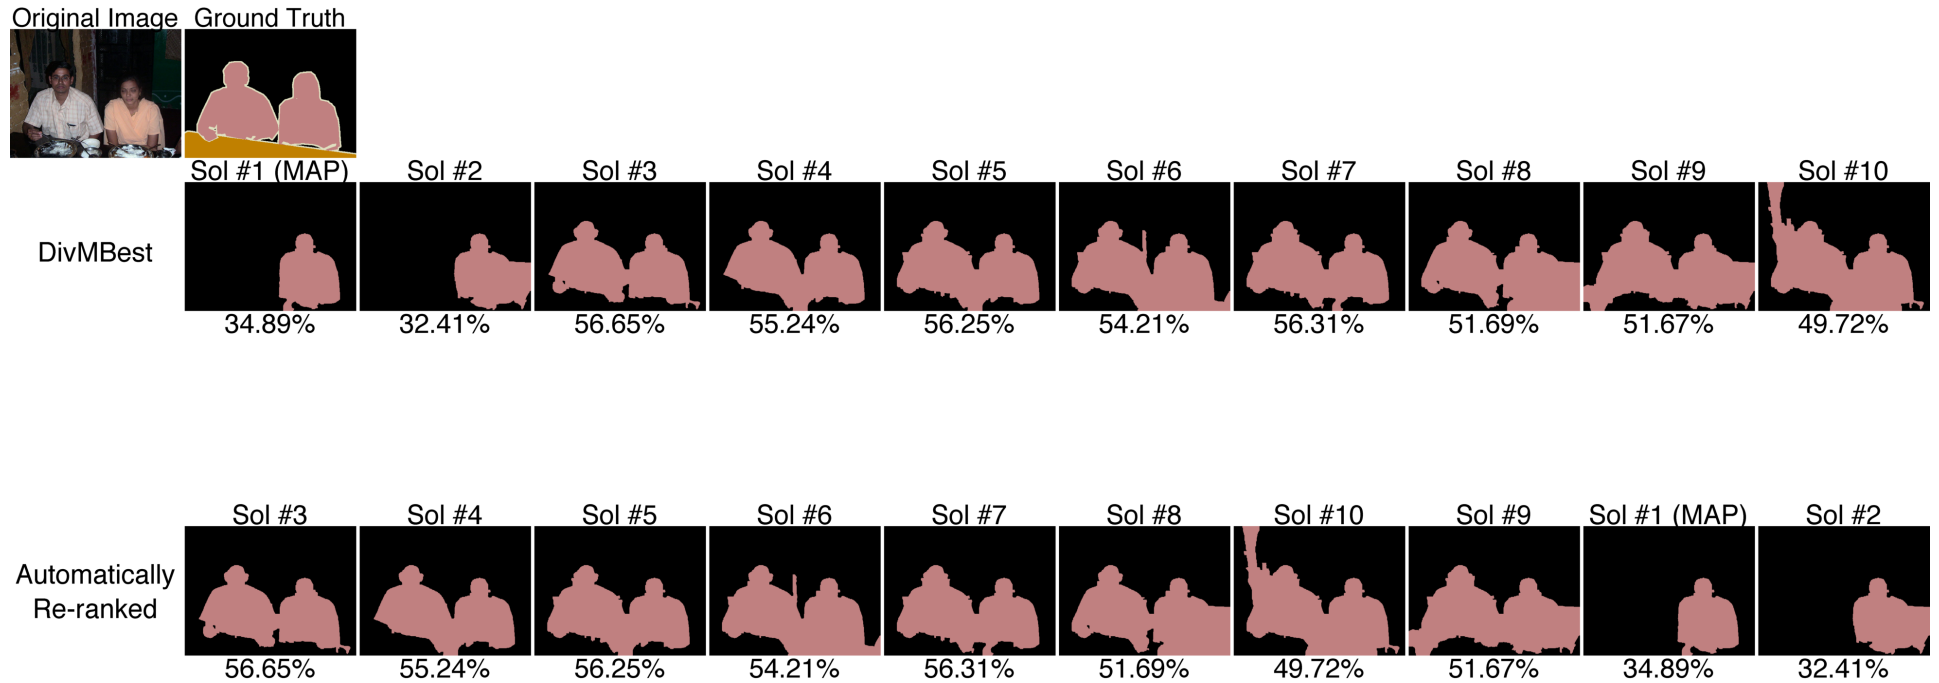 Original Image Ground Truth
Sol #1 (MAP) Sol #2 Sol #3 Sol #4 Sol #5 Sol #6 Sol #7 Sol #8 Sol #9 Sol #10
DivMBest
34.89% 32.41% 56.65% 55.24% 56.25% 54.21% 56.31% 51.69% 51.67% 49.72%
Sol #3 Sol #4 Sol #5 Sol #6 Sol #7 Sol #8 Sol #10 Sol #9 Sol #1 (MAP) Sol #2
Automatically
Re-ranked
56.65% 55.24% 56.25% 54.21% 56.31% 51.69% 49.72% 51.67% 34.89% 32.41%